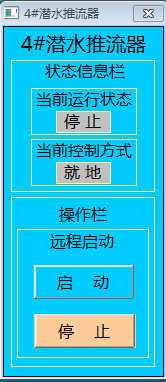 4#潜水推流器
4#潜水推流器
状态信息栏
当前运行状态
停 止
当前控制方式
就 地
操作栏
远程启动
启 动
停 止